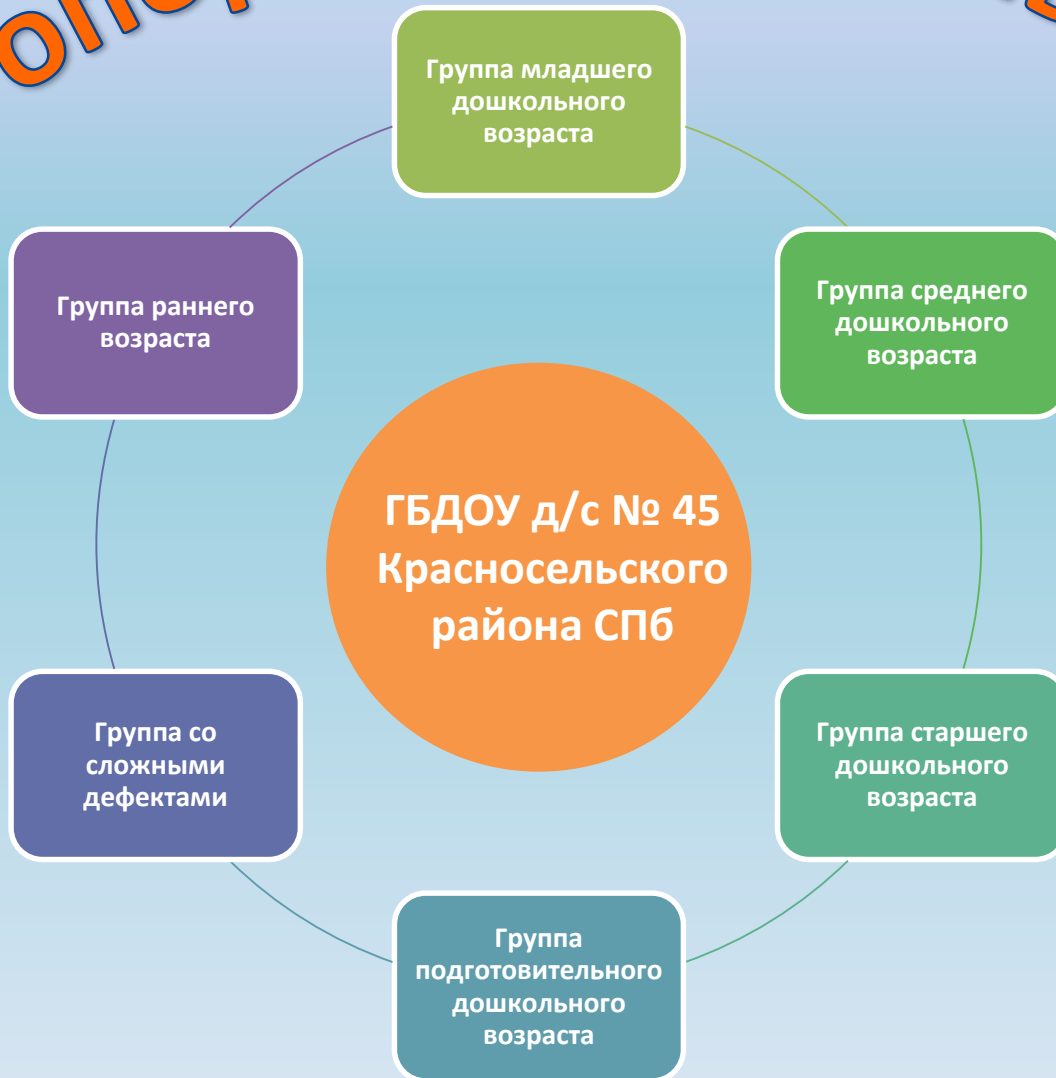 Группа младшего
дошкольного
возраста
Группа среднего
дошкольного
возраста
Группа старшего
дошкольного
возраста
Группа
подготовительного
дошкольного
возраста
Группа со
сложными
дефектами
Группа раннего
возраста
ГБДОУ д/с № 45
Красносельского
района СПб